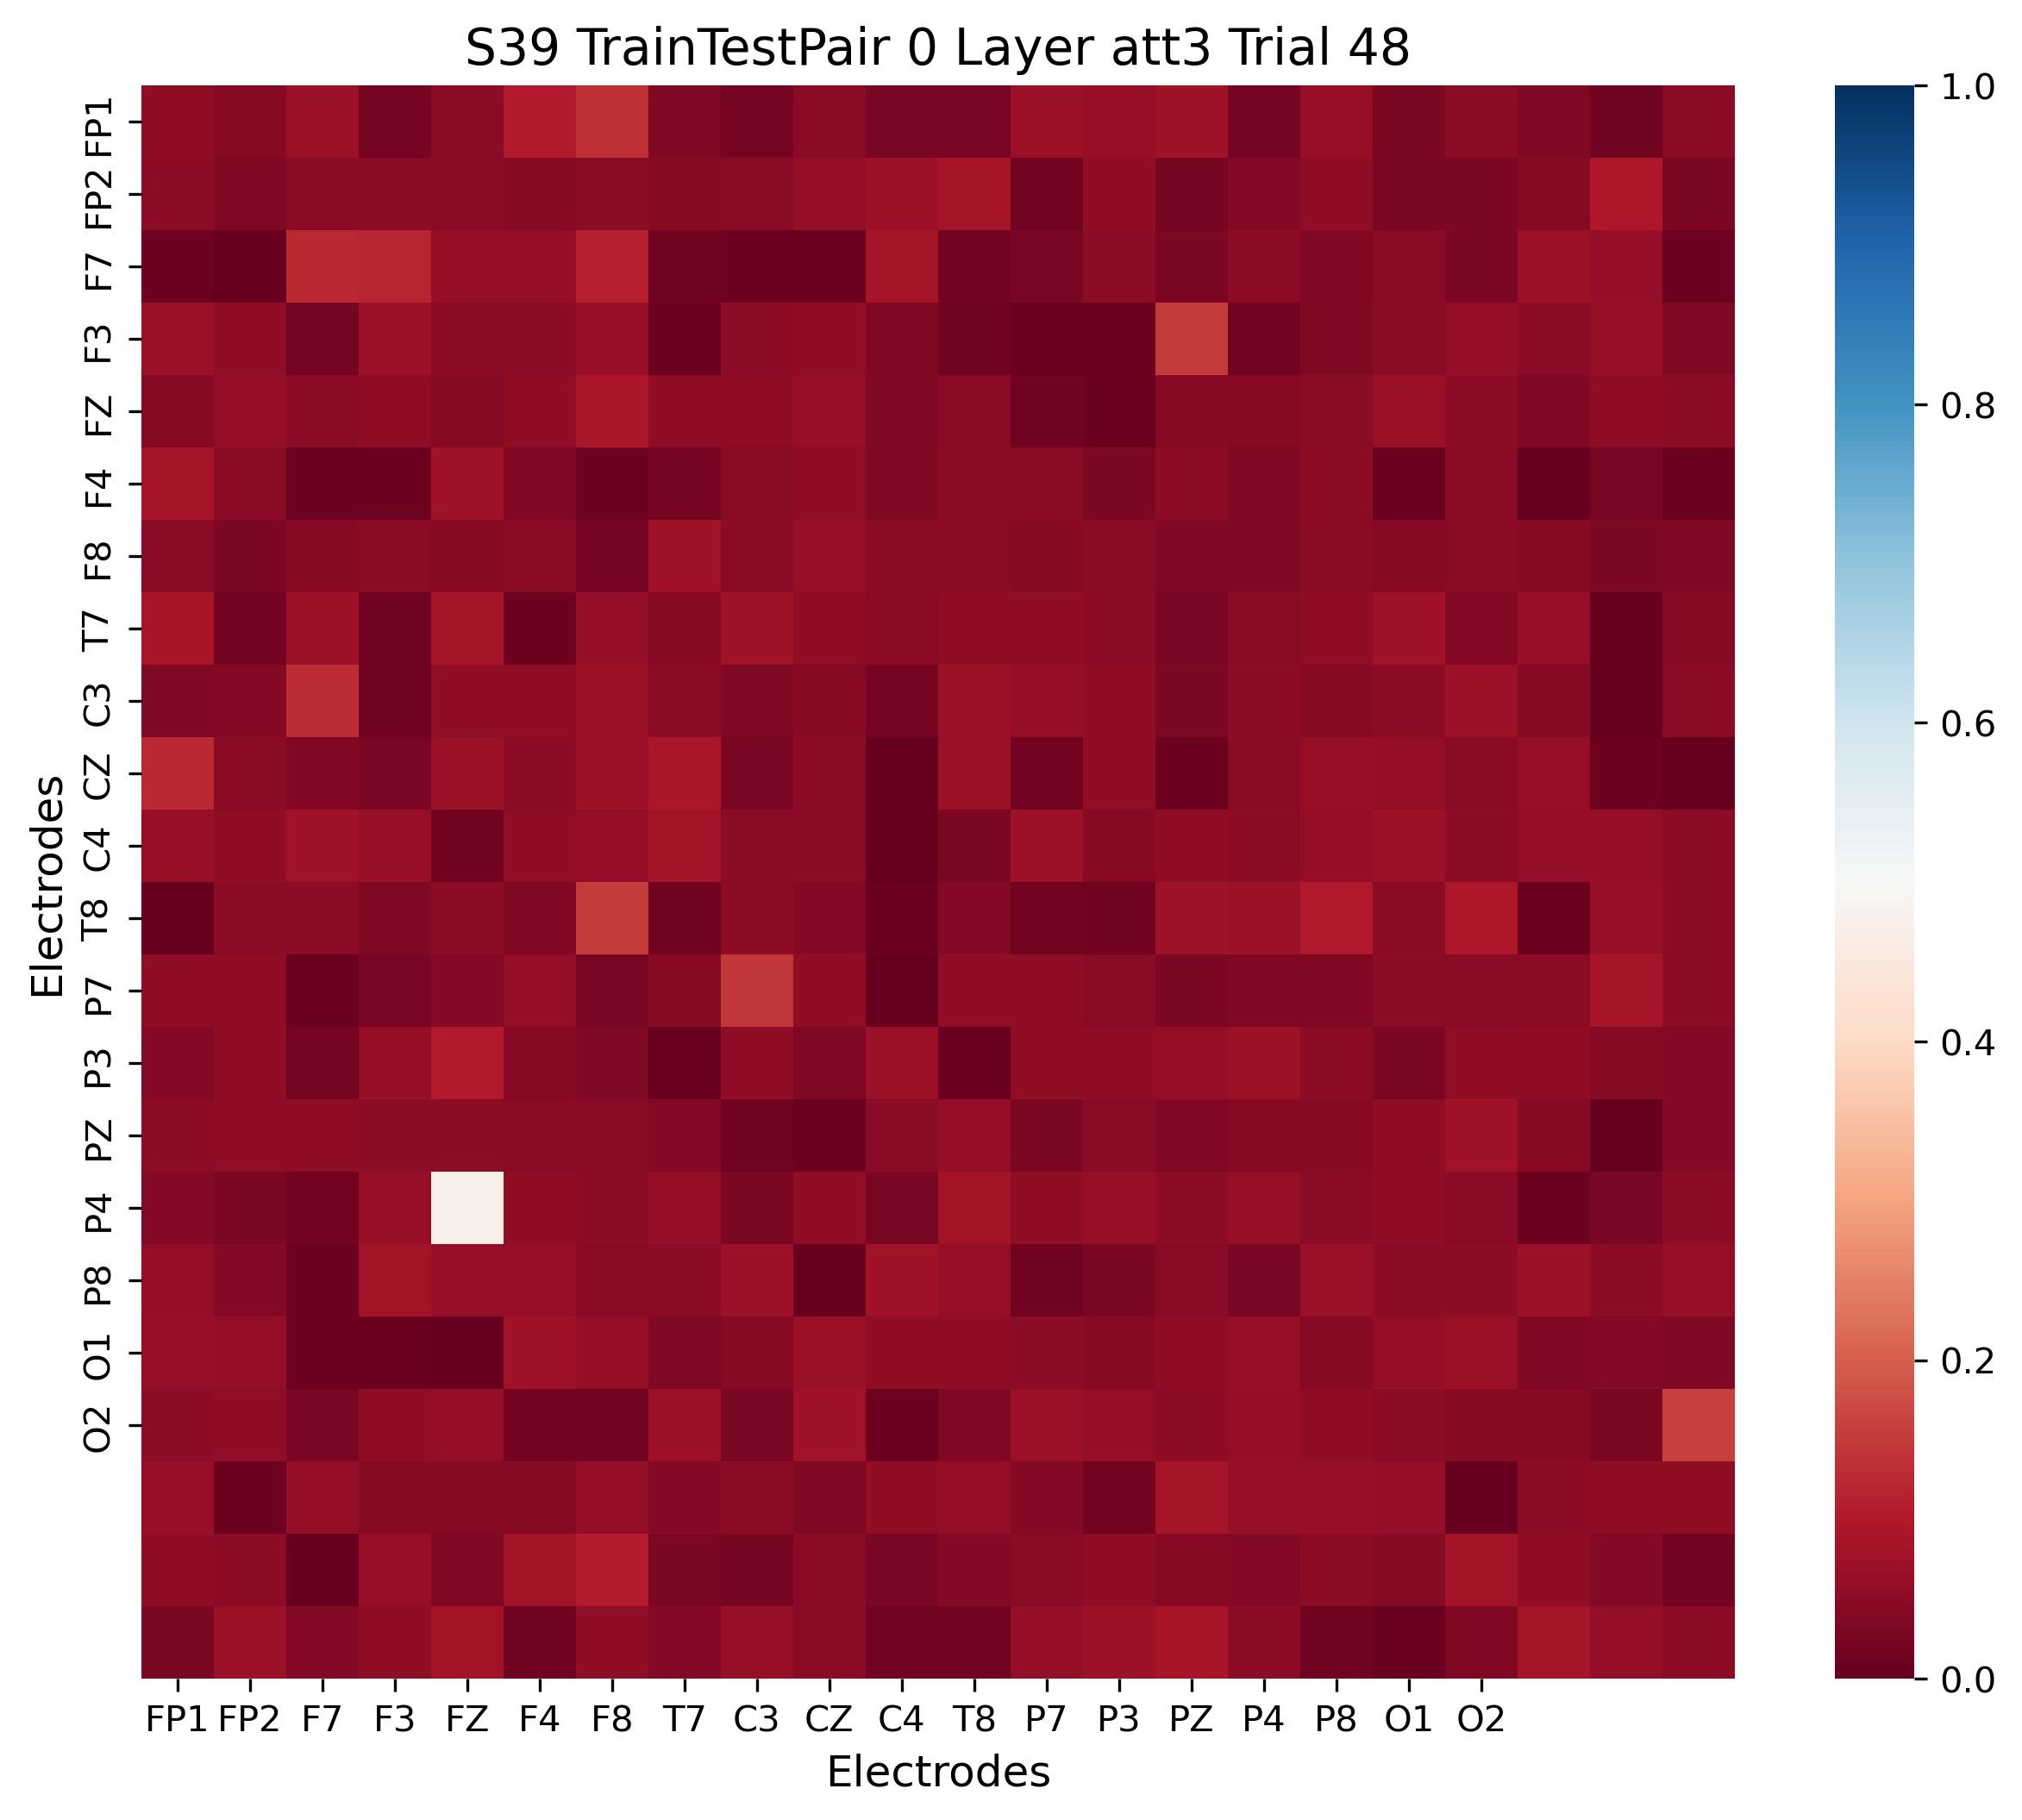 S39 TrainTestPair 0 Layer att3 Trial 48
Electrodes
FP1
FP2
F7
F3
FZ
F4
F8
T7
C3
CZ
C4
T8
P7
P3
PZ
P4
P8
O1
O2
FP1 FP2 F7 F3 FZ F4 F8 T7 C3 CZ C4 T8 P7 P3 PZ P4 P8 O1 O2
Electrodes
1.0
0.8
0.6
0.4
0.2
0.0